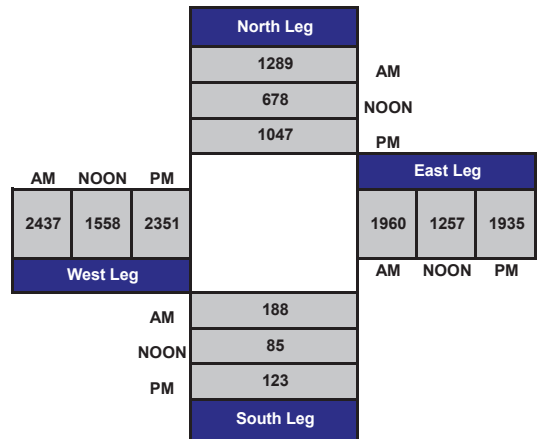 North Leg
1289 AM
678 NOON
1047 PM
AM NOON PM
2437 1558 2351
West Leg
East Leg
1960 1257 1935
AM NOON PM
AM 188
NOON 85
PM 123
South Leg